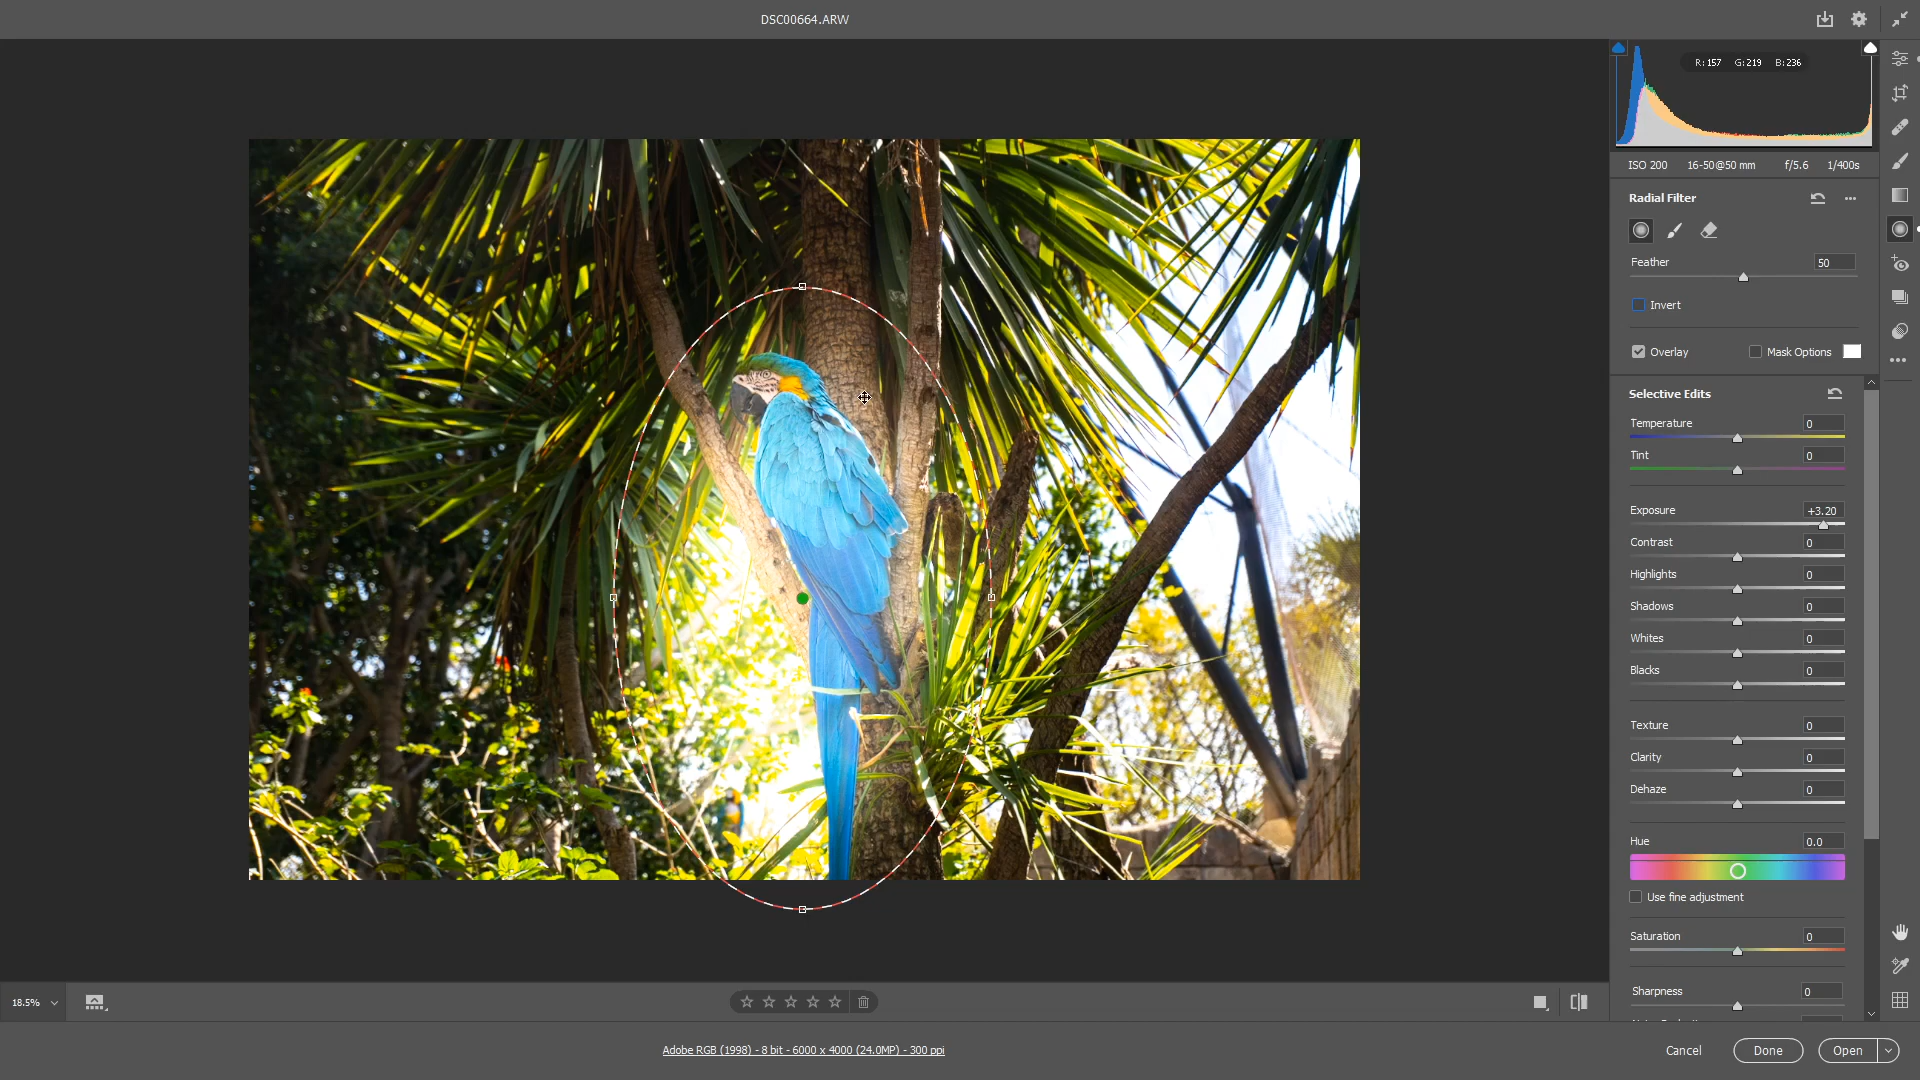 DSC00664.ARW
R: 157 G: 219 B: 236
ISO 200 16-50@50 mm f/5.6 1/400s
Radial Filter
Feather 50
Invert
Overlay Mask Options
Selective Edits
Temperature 0
Tint 0
Exposure +3.20
Contrast 0
Highlights 0
Shadows 0
Whites 0
Blacks 0
Texture 0
Clarity 0
Dehaze 0
Hue 0.0
Use fine adjustment
Saturation 0
Sharpness 0
18.5%
Adobe RGB (1998) - 8 bit - 6000 x 4000 (24.0MP) - 300 ppi
Cancel Done Open